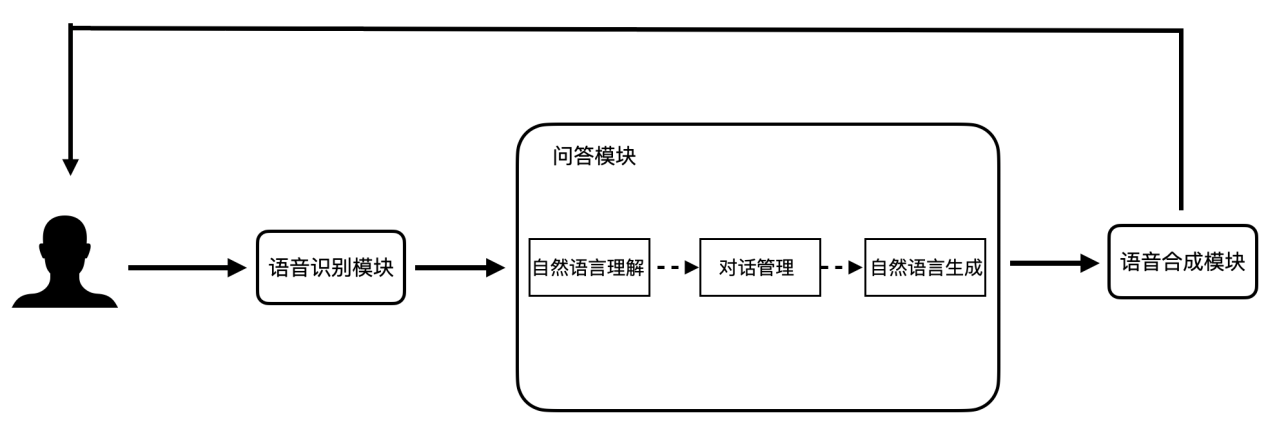 问答模块
语音识别模块
自然语言理解
对话管理
自然语言生成
语音合成模块